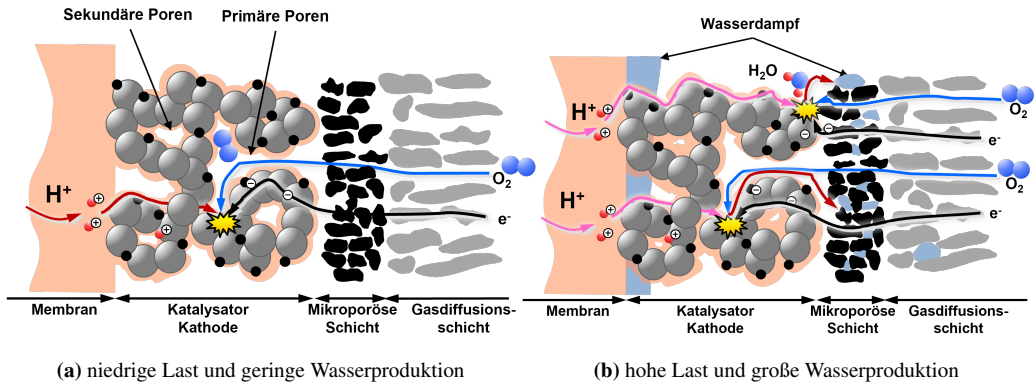 Sekundäre Poren
Primäre Poren
H+
O2
e-
Membran
Katalysator
Kathode
Mikroporöse
Schicht
Gasdiffusions-
schicht
(a) niedrige Last und geringe Wasserproduktion
Wasserdampf
H2O
H+
O2
e-
H+
O2
e-
Membran
Katalysator
Kathode
Mikroporöse
Schicht
Gasdiffusions-
schicht
(b) hohe Last und große Wasserproduktion